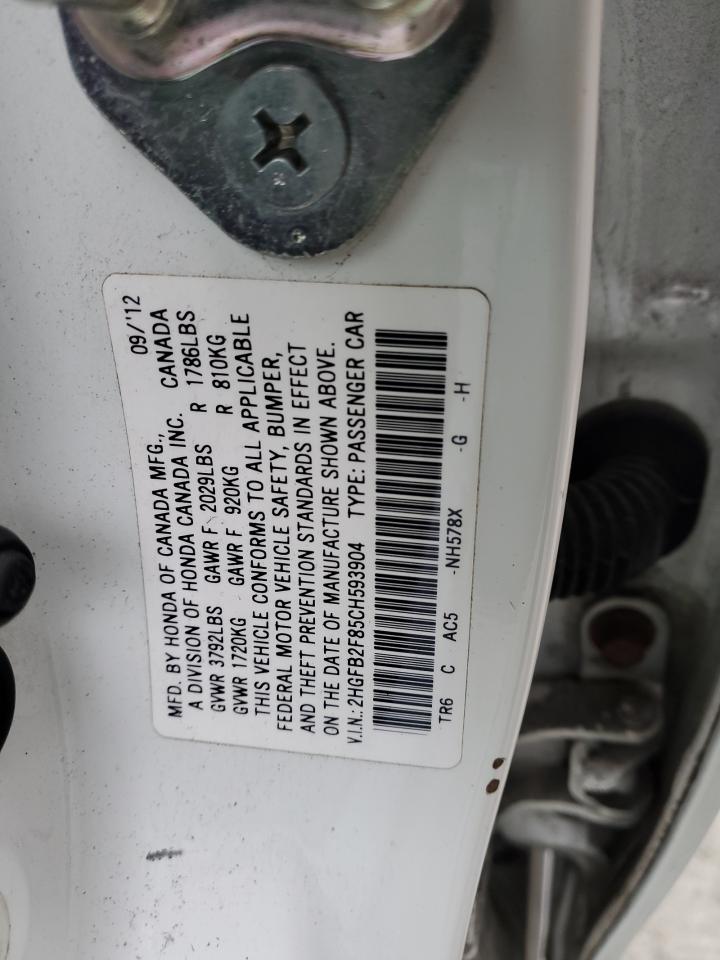 09/'12
MFD. BY HONDA OF CANADA MFG.,
A DIVISION OF HONDA CANADA INC. CANADA
GVWR 3792LBS GAWR F 2029LBS R 1786LBS
GVWR 1720KG GAWR F 920KG R 810KG
THIS VEHICLE CONFORMS TO ALL APPLICABLE
FEDERAL MOTOR VEHICLE SAFETY, BUMPER,
AND THEFT PREVENTION STANDARDS IN EFFECT
ON THE DATE OF MANUFACTURE SHOWN ABOVE.
V.I.N.: 2HGFB2F85CH593904 TYPE: PASSENGER CAR
TR6 C AC5 -NH578X -G -H